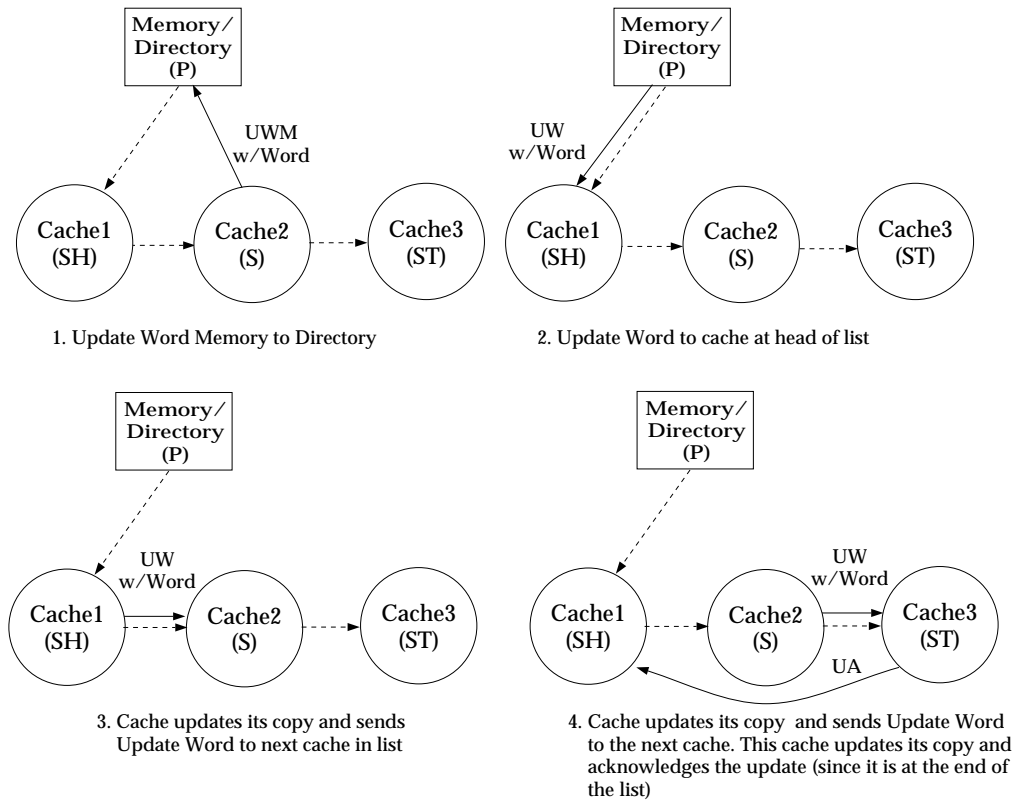 Memory/
Directory
(P)
UWM
w/Word
Cache1
(SH)
Cache2
(S)
Cache3
(ST)
1. Update Word Memory to Directory
Memory/
Directory
(P)
UW
w/Word
Cache1
(SH)
Cache2
(S)
Cache3
(ST)
2. Update Word to cache at head of list
Memory/
Directory
(P)
UW
w/Word
Cache1
(SH)
Cache2
(S)
Cache3
(ST)
3. Cache updates its copy and sends
Update Word to next cache in list
Memory/
Directory
(P)
UW
w/Word
Cache1
(SH)
Cache2
(S)
Cache3
(ST)
UA
4. Cache updates its copy and sends Update Word
to the next cache. This cache updates its copy and
acknowledges the update (since it is at the end of
the list)